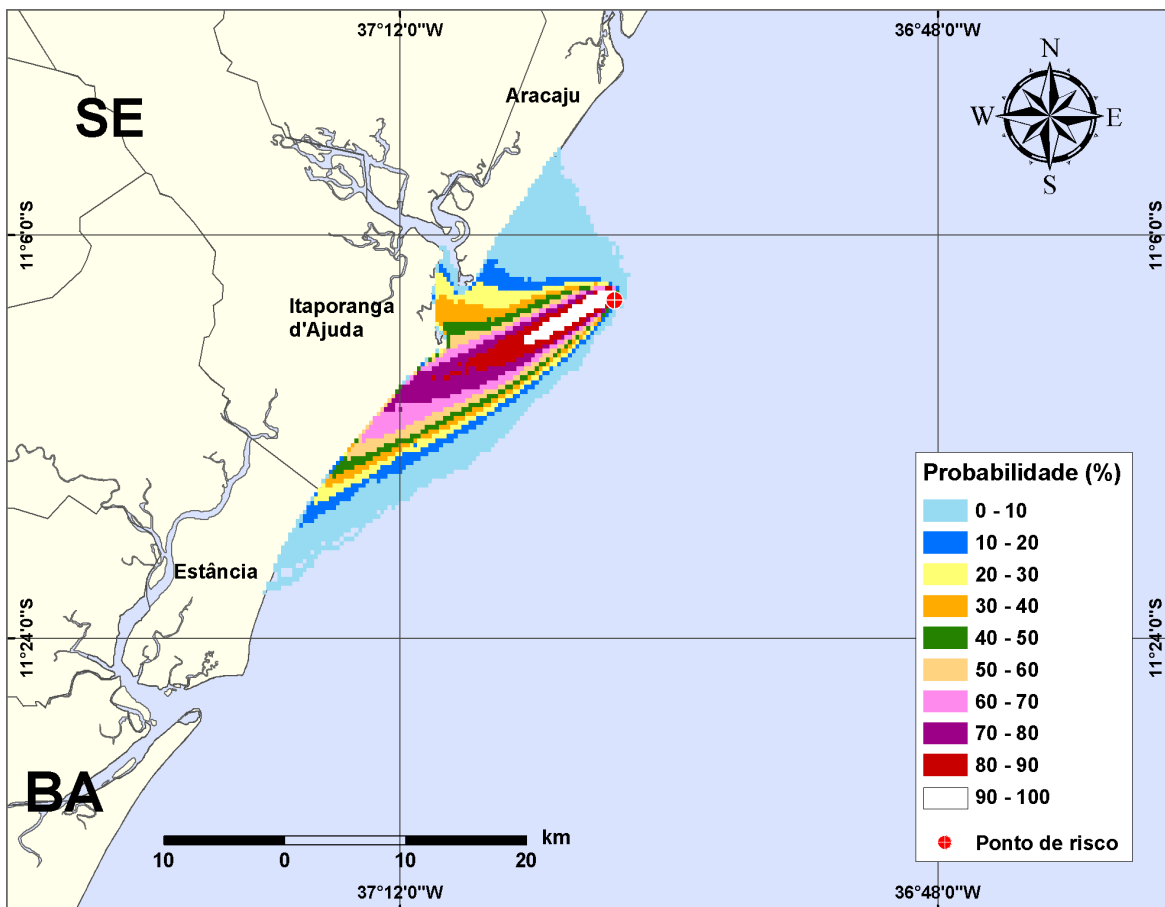 37°12'0"W
36°48'0"W
N
W
E
S
SE
Aracaju
11°6'0"S
11°6'0"S
Itaporanga
d'Ajuda
Probabilidade (%)
0 - 10
10 - 20
20 - 30
30 - 40
40 - 50
50 - 60
60 - 70
70 - 80
80 - 90
90 - 100
Ponto de risco
Estância
11°24'0"S
11°24'0"S
BA
km
10
0
10
20
37°12'0"W
36°48'0"W